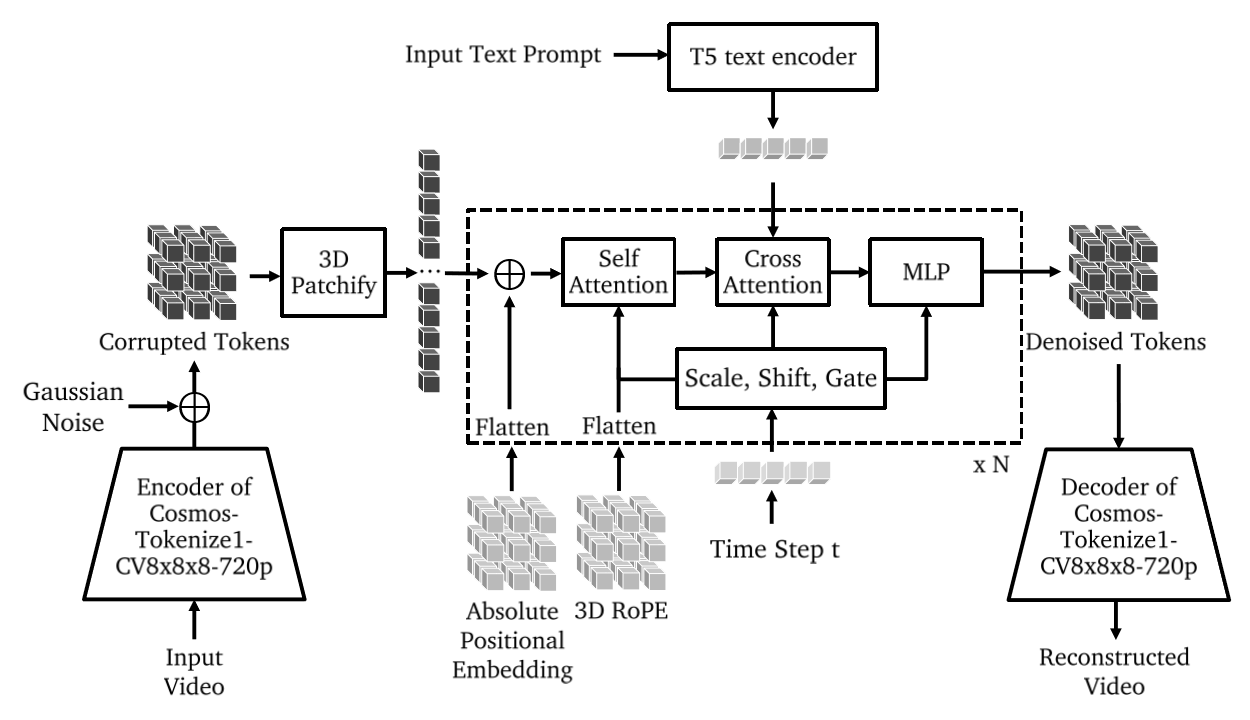 Input Text Prompt
T5 text encoder
3D
Patchify
...
Self
Attention
Cross
Attention
MLP
Corrupted Tokens
Denoised Tokens
Scale, Shift, Gate
Gaussian
Noise
Flatten
Flatten
x N
Encoder of
Cosmos-
Tokenize1-
CV8x8x8-720p
Decoder of
Cosmos-
Tokenize1-
CV8x8x8-720p
Time Step t
Absolute
Positional
Embedding
3D RoPE
Input
Video
Reconstructed
Video